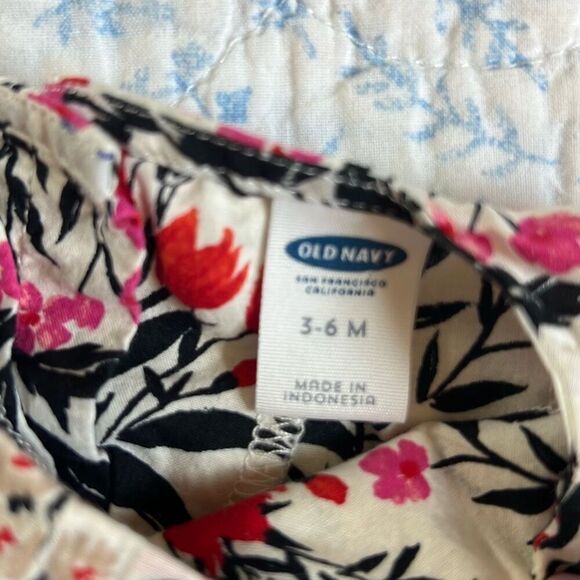 OLD NAVY
SAN FRANCISCO
CALIFORNIA
3-6 M
MADE IN
INDONESIA